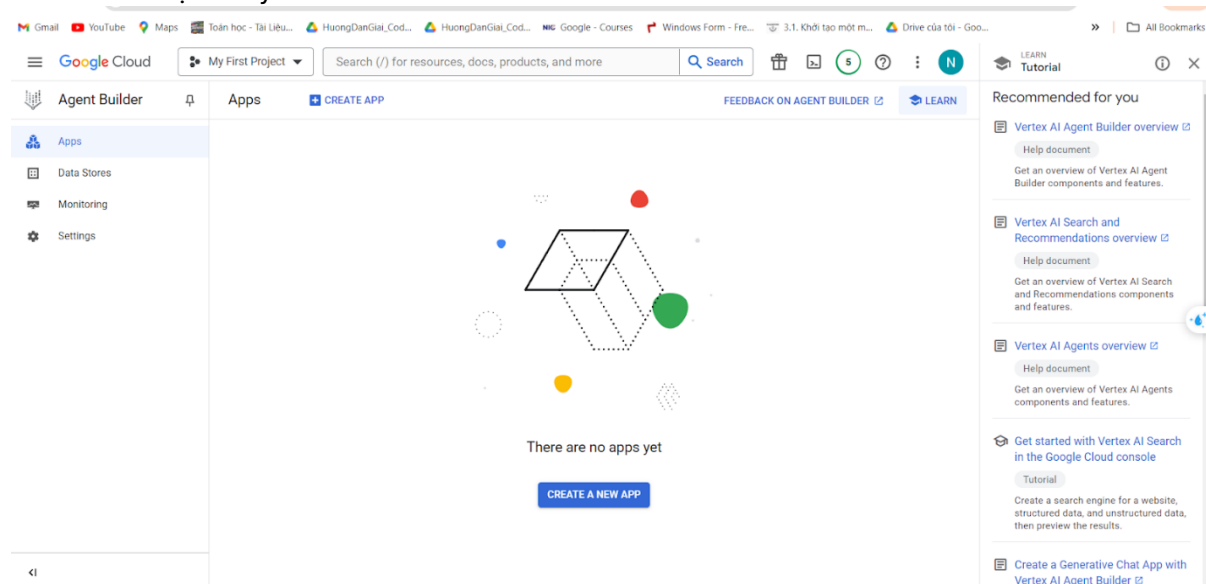 Gmail
YouTube
Maps
Toán học - Tài Liệu...
HuongDanGiai_Cod...
HuongDanGiai_Cod...
NIIG Google - Courses
Windows Form - Fre...
3.1. Khởi tạo một m...
Drive của tôi - Goo...
»
All Bookmarks
Google Cloud
My First Project
Search (/) for resources, docs, products, and more
Search
5
N
LEARN
Tutorial
Agent Builder
Apps
CREATE APP
FEEDBACK ON AGENT BUILDER
LEARN
Apps
Data Stores
Monitoring
Settings
There are no apps yet
CREATE A NEW APP
Recommended for you
Vertex AI Agent Builder overview
Help document
Get an overview of Vertex AI Agent
Builder components and features.
Vertex AI Search and
Recommendations overview
Help document
Get an overview of Vertex AI Search
and Recommendations components
and features.
Vertex AI Agents overview
Help document
Get an overview of Vertex AI Agents
components and features.
Get started with Vertex AI Search
in the Google Cloud console
Tutorial
Create a search engine for a website,
structured data, and unstructured data,
then preview the results.
Create a Generative Chat App with
Vertex AI Agent Builder